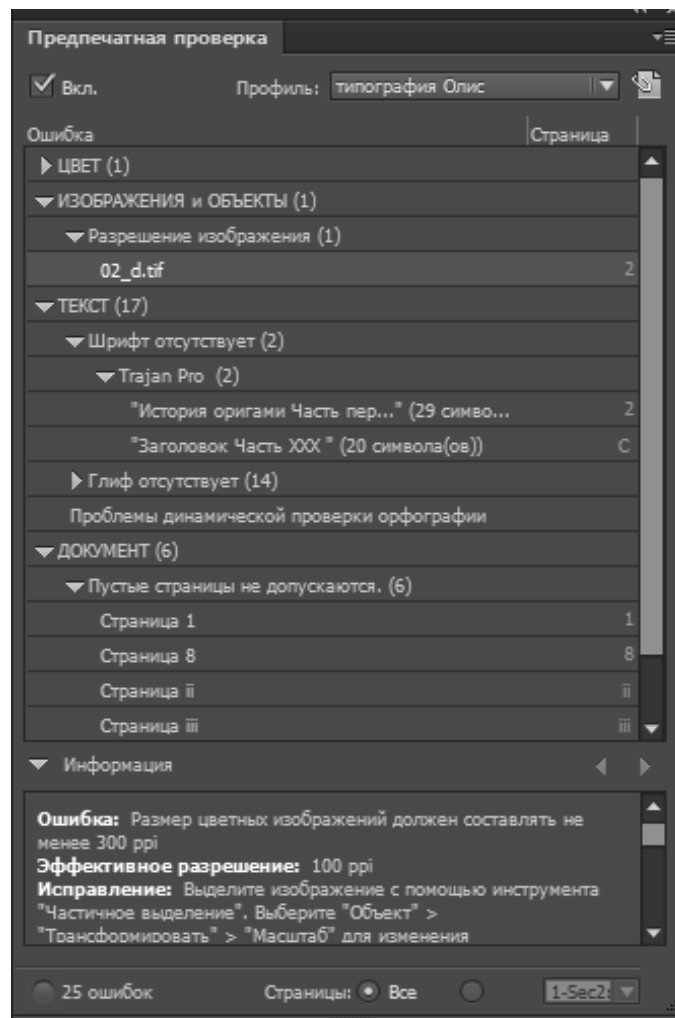 Предпечатная проверка
Вкл. Профиль: типография Олис
Ошибка Страница
ЦВЕТ (1)
ИЗОБРАЖЕНИЯ и ОБЪЕКТЫ (1)
Разрешение изображения (1)
02_d.tif 2
ТЕКСТ (17)
Шрифт отсутствует (2)
Trajan Pro (2)
"История оригами Часть пер..." (29 симво... 2
"Заголовок Часть XXX " (20 символа(ов)) C
Глиф отсутствует (14)
Проблемы динамической проверки орфографии
ДОКУМЕНТ (6)
Пустые страницы не допускаются. (6)
Страница 1 1
Страница 8 8
Страница ii ii
Страница iii iii
Информация
Ошибка: Размер цветных изображений должен составлять не
менее 300 ppi
Эффективное разрешение: 100 ppi
Исправление: Выделите изображение с помощью инструмента
"Частичное выделение". Выберите "Объект" >
"Трансформировать" > "Масштаб" для изменения
25 ошибок Страницы: Все 1-Sec2: